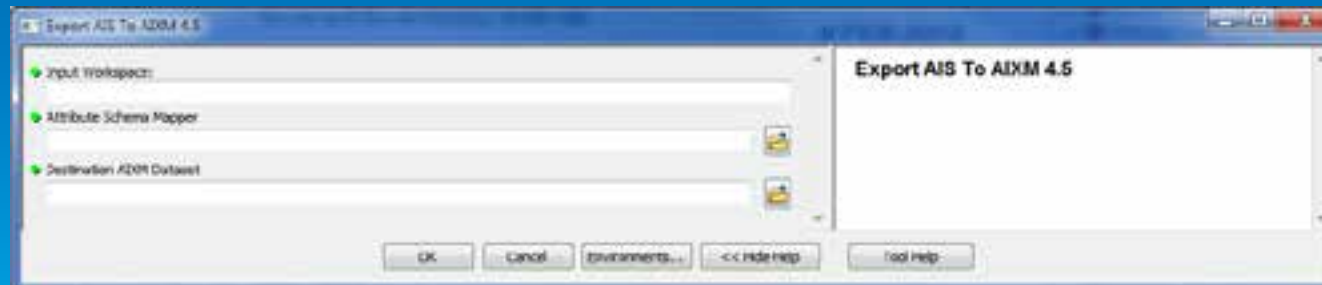 Export AIS To AIXM 4.5
Input Workspace
Attribute Schema Mapper
Destination AIXM Dataset
Export AIS To AIXM 4.5
OK
Cancel
Environments...
<< Hide Help
Tool Help